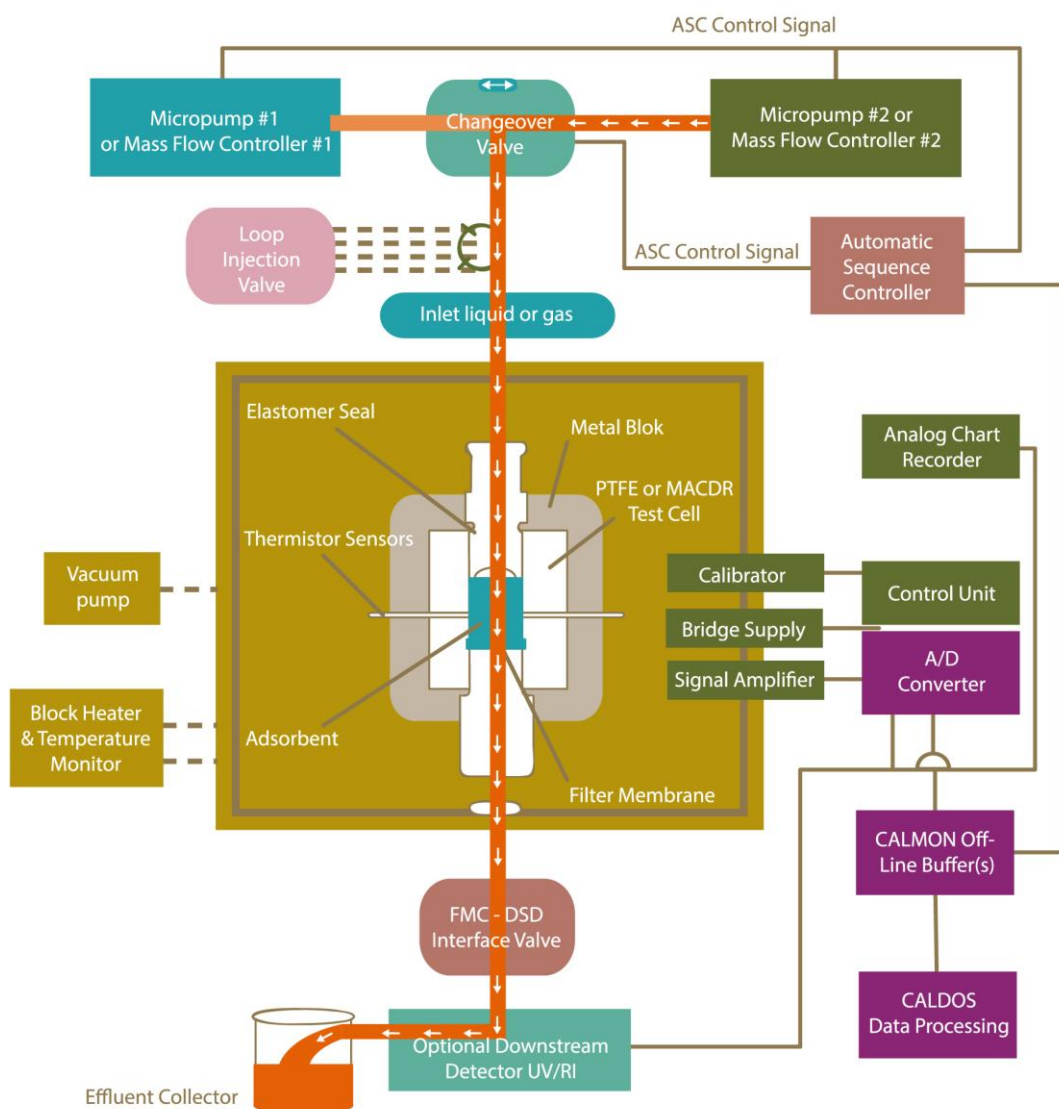 ASC Control Signal
Micropump #1
or Mass Flow Controller #1
Changeover
Valve
Micropump #2 or
Mass Flow Controller #2
Loop
Injection
Valve
ASC Control Signal
Automatic
Sequence
Controller
Inlet liquid or gas
Elastomer Seal
Metal Blok
Analog Chart
Recorder
PTFE or MACDR
Test Cell
Thermistor Sensors
Vacuum
pump
Calibrator
Control Unit
Bridge Supply
A/D
Converter
Signal Amplifier
Block Heater
& Temperature
Monitor
Adsorbent
Filter Membrane
CALMON Off-
Line Buffer(s)
FMC - DSD
Interface Valve
CALDOS
Data Processing
Optional Downstream
Detector UV/RI
Effluent Collector